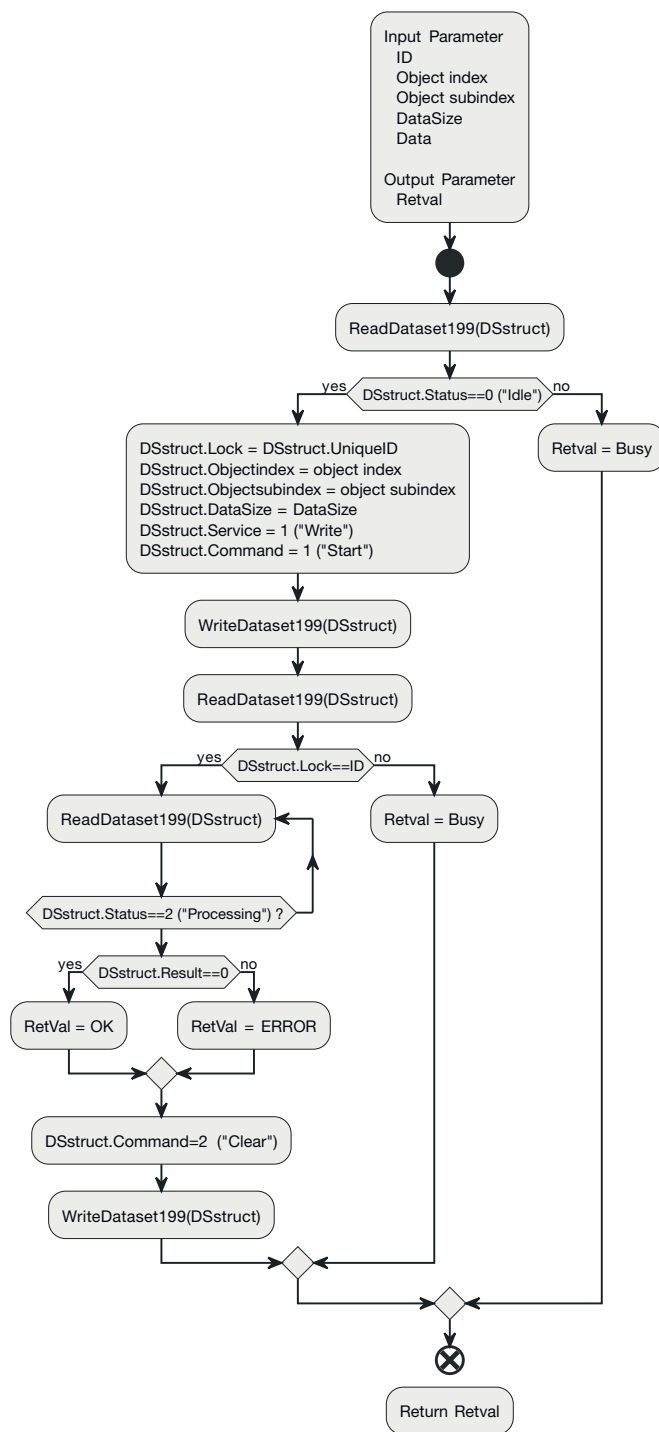 Input Parameter
ID
Object index
Object subindex
DataSize
Data
Output Parameter
Retval
ReadDataset199(DSstruct)
yes
DSstruct.Status==0 ("Idle")
no
DSstruct.Lock = DSstruct.UniqueID
DSstruct.Objectindex = object index
DSstruct.Objectsubindex = object subindex
DSstruct.DataSize = DataSize
DSstruct.Service = 1 ("Write")
DSstruct.Command = 1 ("Start")
Retval = Busy
WriteDataset199(DSstruct)
ReadDataset199(DSstruct)
yes
DSstruct.Lock==ID
no
ReadDataset199(DSstruct)
Retval = Busy
DSstruct.Status==2 ("Processing") ?
yes
DSstruct.Result==0
no
RetVal = OK
RetVal = ERROR
DSstruct.Command=2 ("Clear")
WriteDataset199(DSstruct)
Return Retval